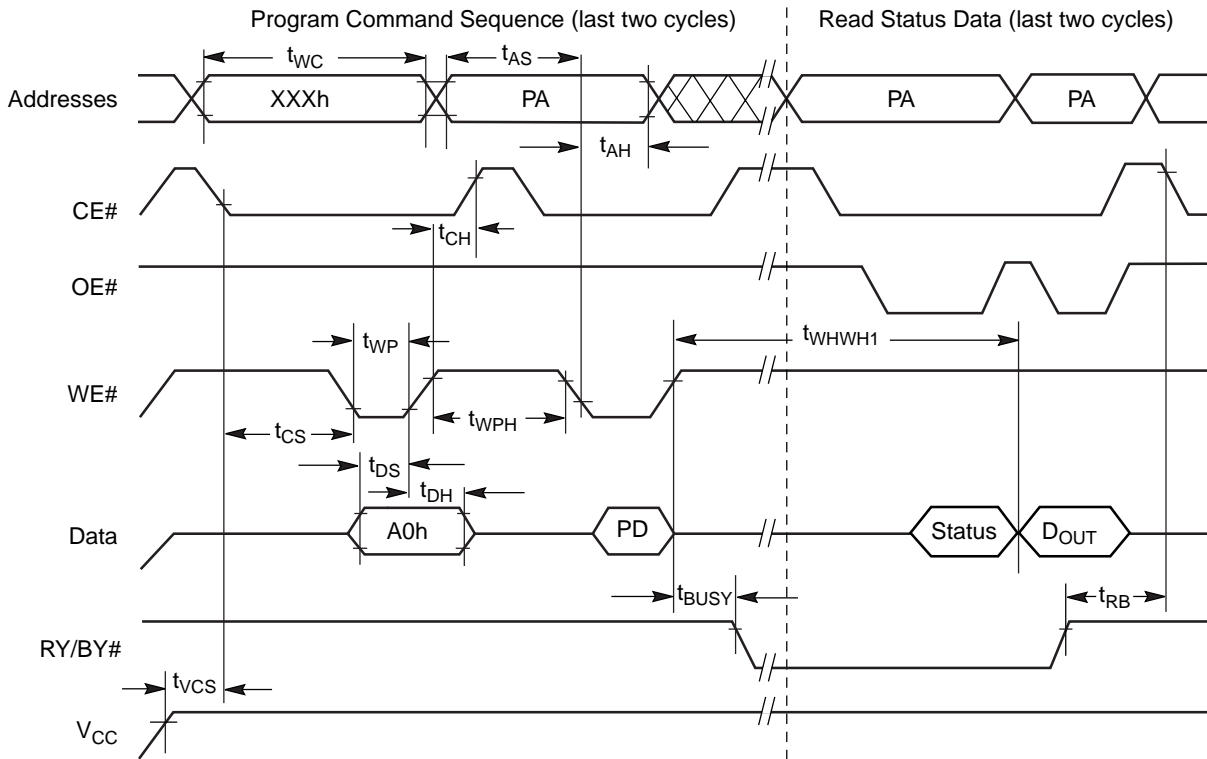 Program Command Sequence (last two cycles)
Read Status Data (last two cycles)
tWC
tAS
Addresses
XXXh
PA
PA
PA
tAH
CE#
tCH
OE#
tWP
tWHWH1
WE#
tWPH
tCS
tDS
tDH
Data
A0h
PD
Status
DOUT
tBUSY
tRB
RY/BY#
tVCS
VCC